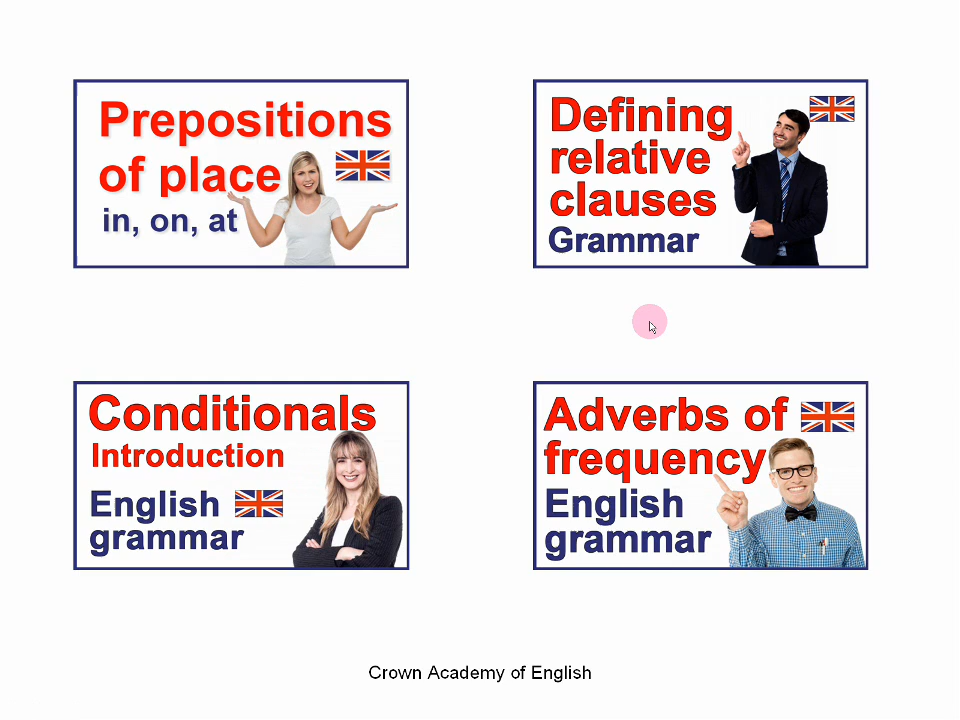 Prepositions
of place
in, on, at
Defining
relative
clauses
Grammar
Conditionals
Introduction
English
grammar
Adverbs of
frequency
English
grammar
Crown Academy of English